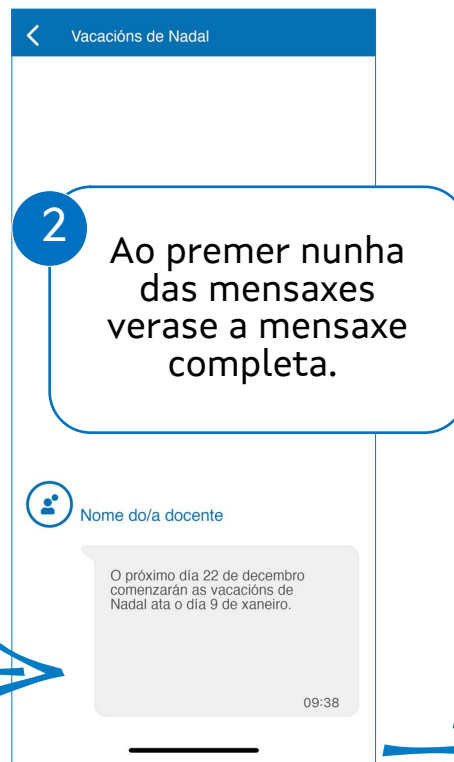 Vacacións de Nadal
2
Ao premer nunha
das mensaxes
verase a mensaxe
completa.
Nome do/a docente
O próximo día 22 de decembro
comenzarán as vacacións de
Nadal ata o día 9 de xaneiro.
09:38